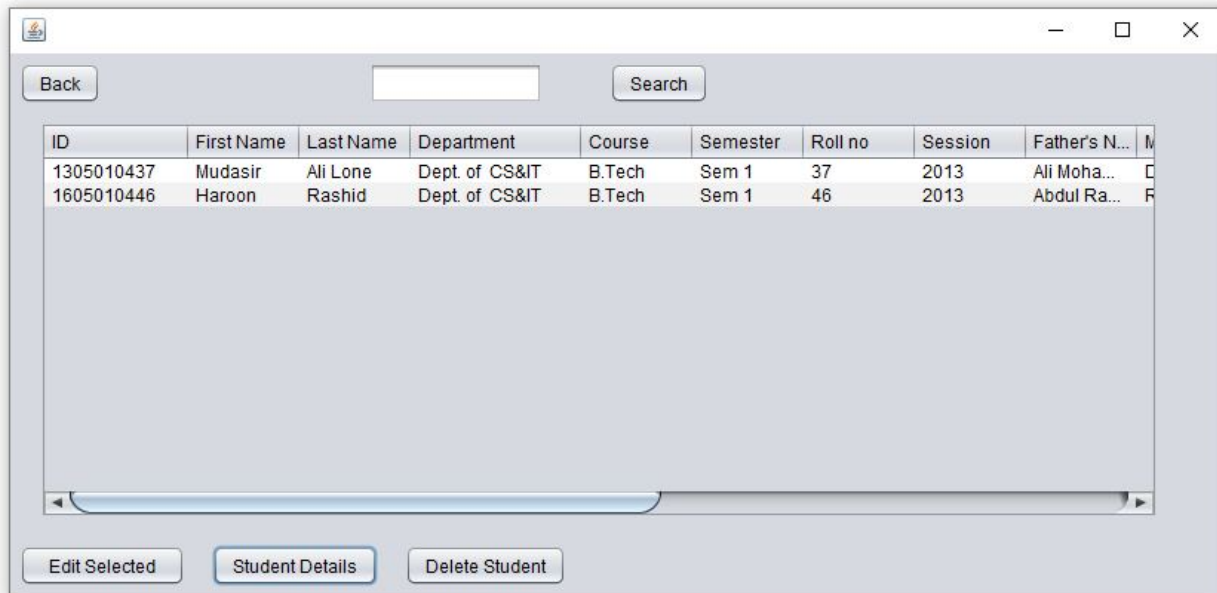 Back Search
ID First Name Last Name Department Course Semester Roll no Session Father's N... M
1305010437 Mudasir Ali Lone Dept. of CS&IT B.Tech Sem 1 37 2013 Ali Moha...
1605010446 Haroon Rashid Dept. of CS&IT B.Tech Sem 1 46 2013 Abdul Ra... R
Edit Selected Student Details Delete Student